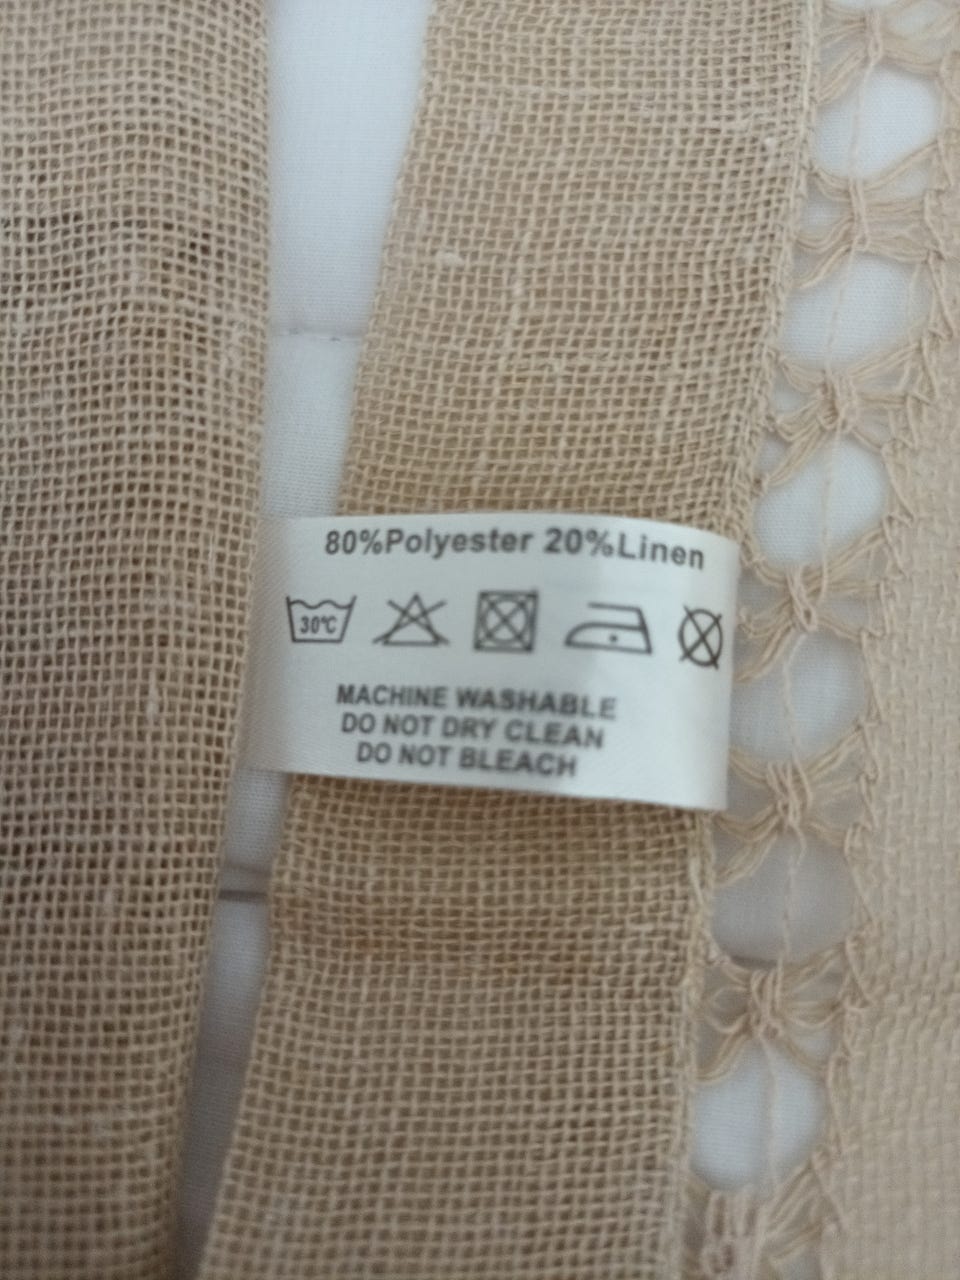 80%Polyester 20%Linen
30℃
MACHINE WASHABLE
DO NOT DRY CLEAN
DO NOT BLEACH